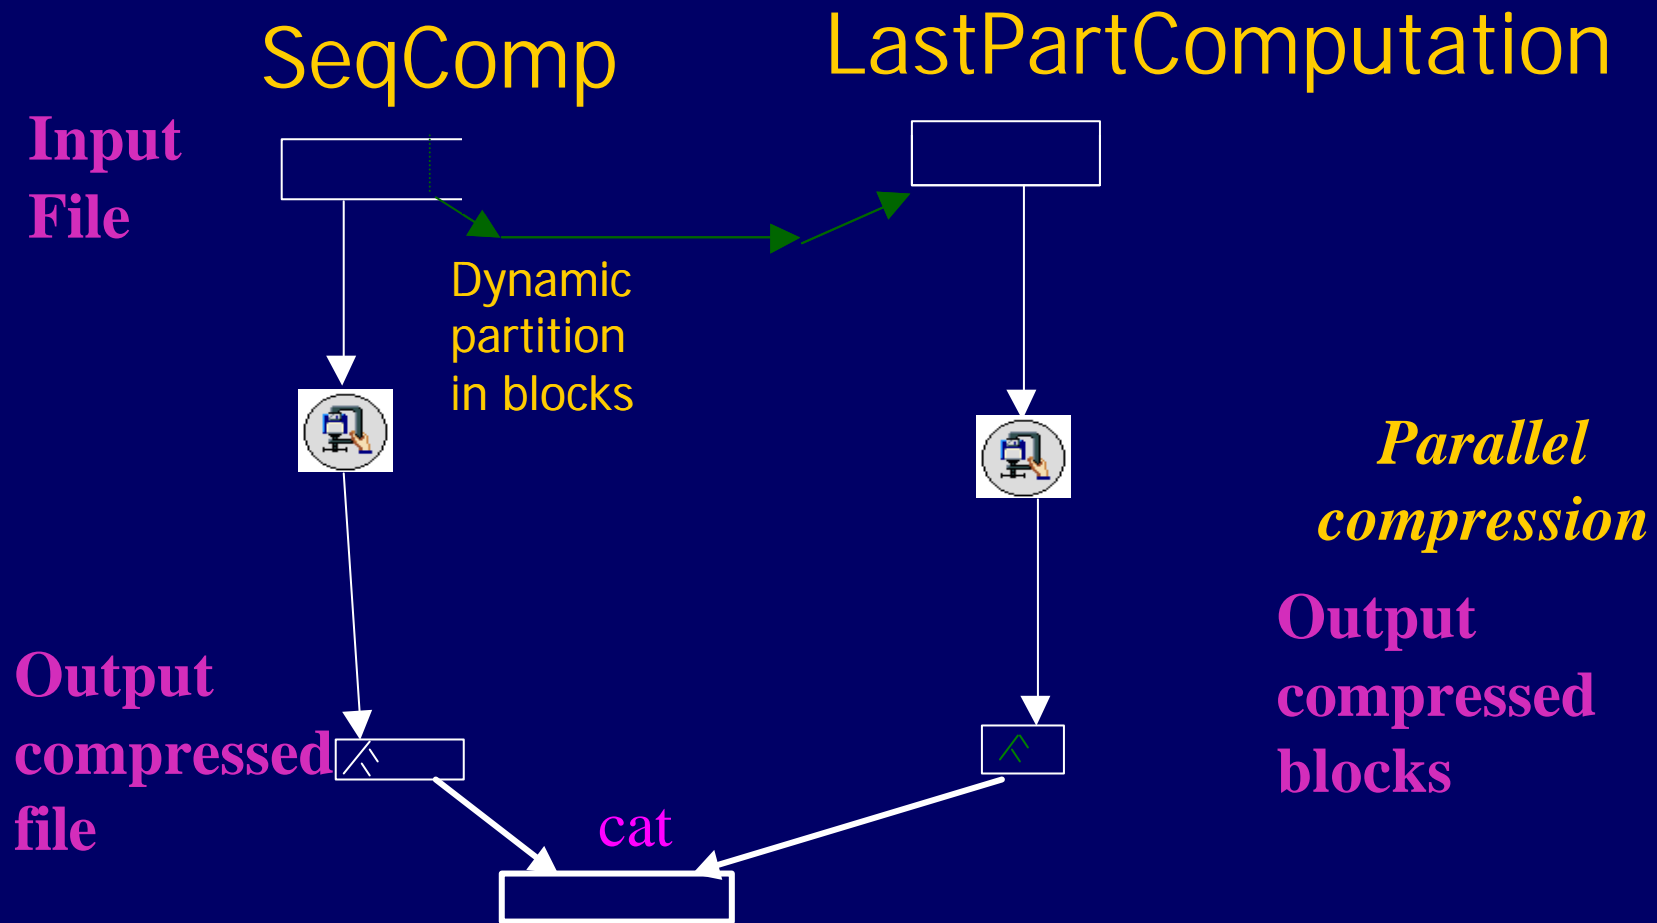 SeqComp
LastPartComputation
Input
File
Dynamic
partition
in blocks
Parallel
compression
Output
compressed
file
Output
compressed
blocks
cat